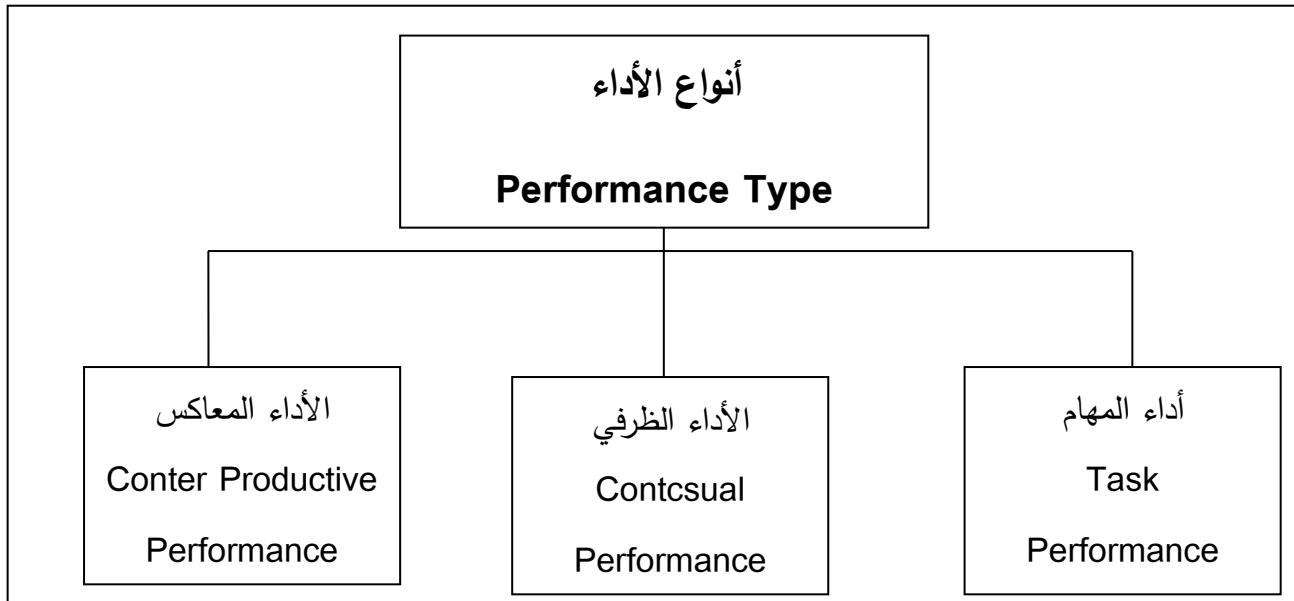 أنواع الأداء
Performance Type
أداء المهام
Task
Performance
الأداء الظرفي
Contcsual
Performance
الأداء المعاكس
Conter Productive
Performance